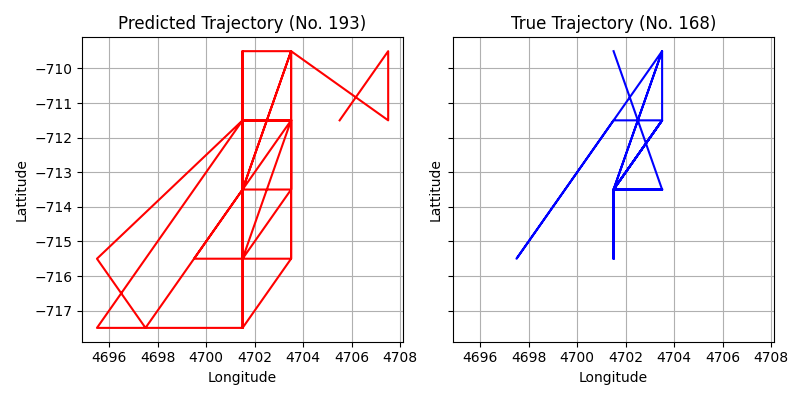 Predicted Trajectory (No. 193)
−710
−711
−712
−713
−714
−715
−716
−717
Lattitude
4696 4698 4700 4702 4704 4706 4708
Longitude
True Trajectory (No. 168)
Lattitude
4696 4698 4700 4702 4704 4706 4708
Longitude